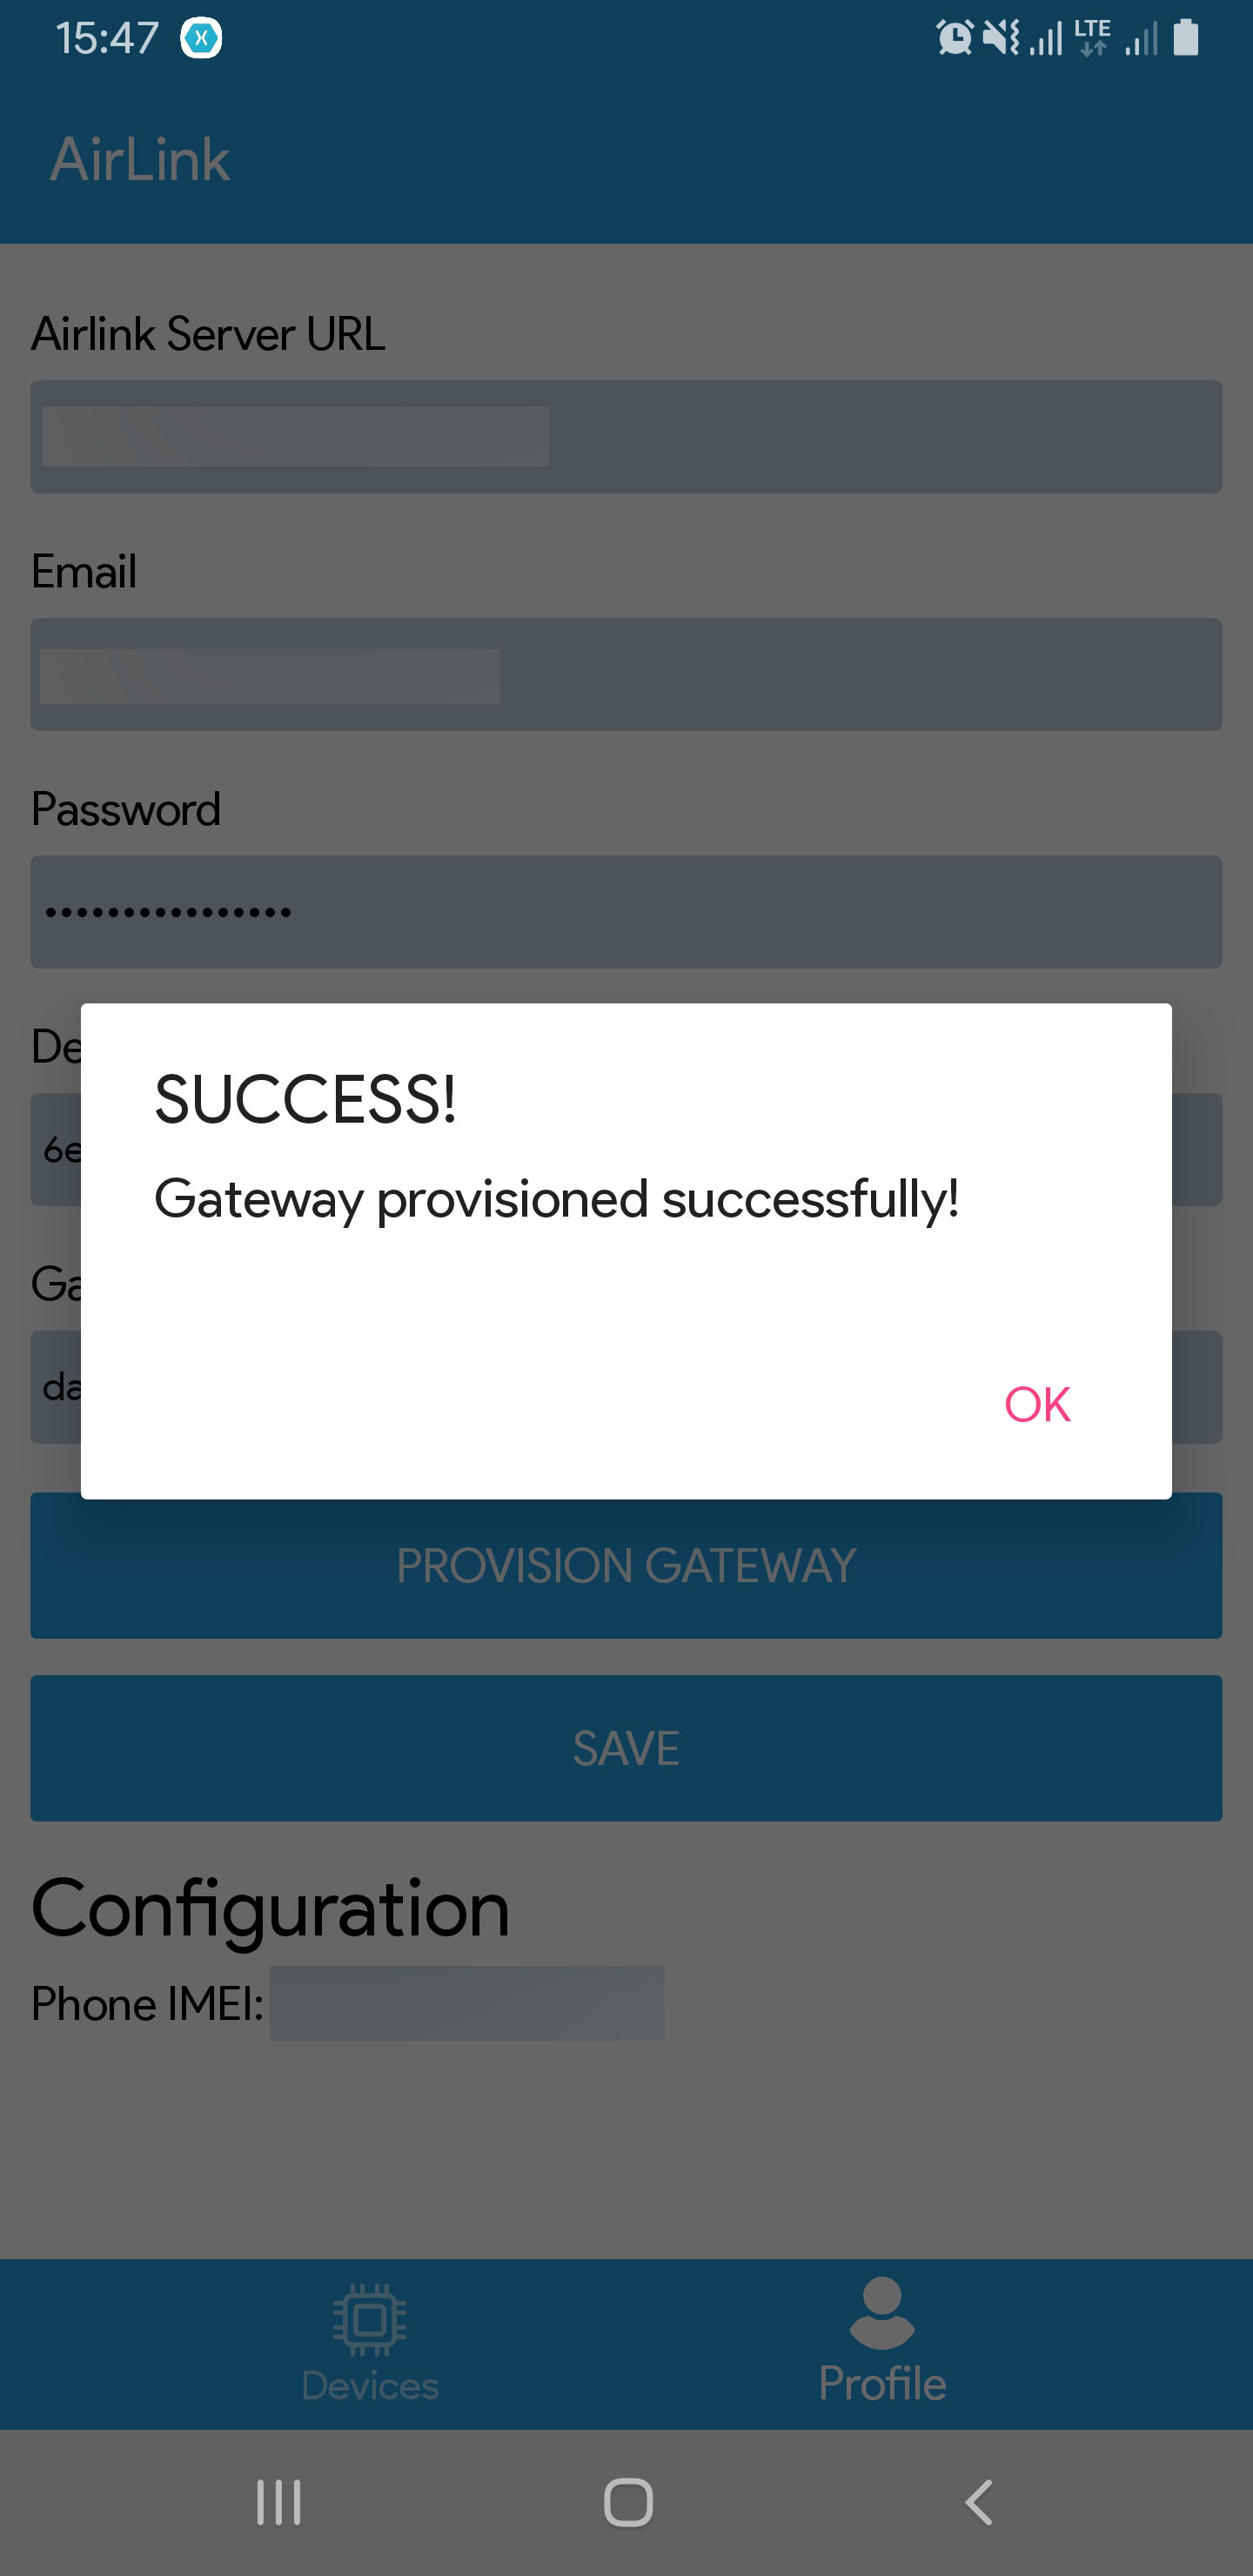 15:47
LTE
AirLink
Airlink Server URL
Email
Password
••••••••••••••••
De
6e
SUCCESS!
Gateway provisioned successfully!
Ga
da
OK
PROVISION GATEWAY
SAVE
Configuration
Phone IMEI:
Devices
Profile